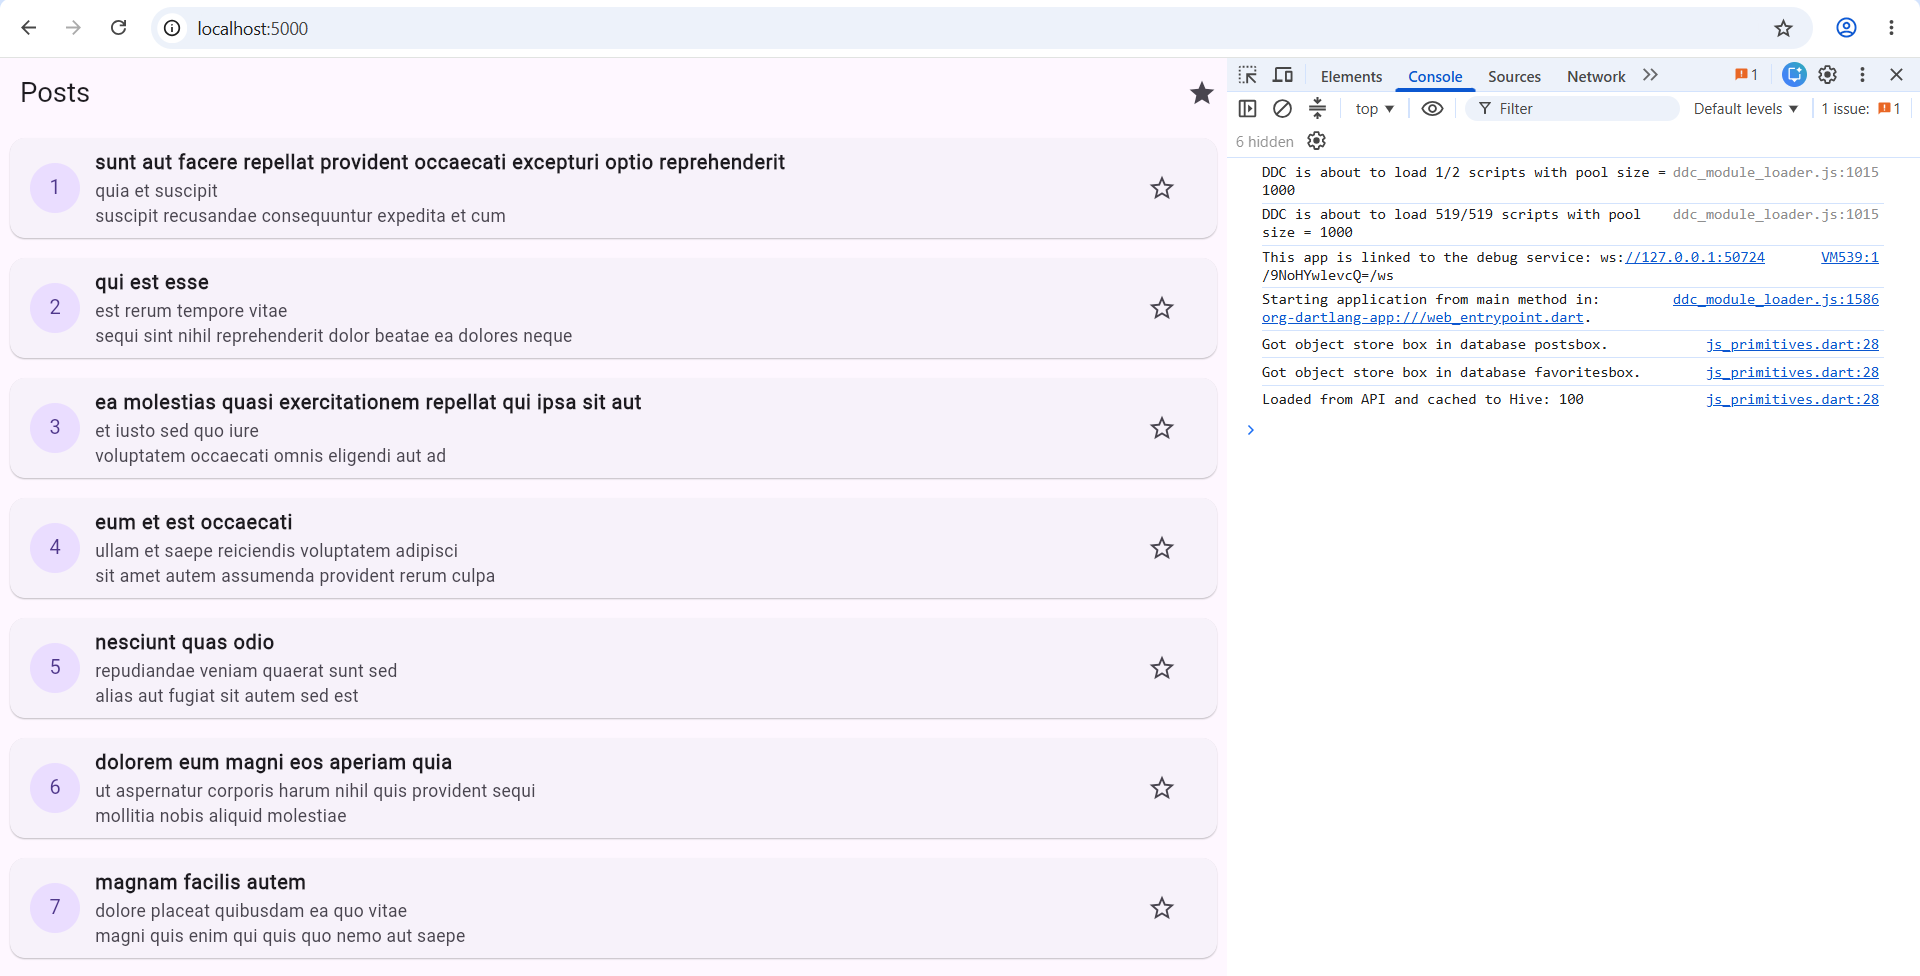 localhost:5000
Posts
1
sunt aut facere repellat provident occaecati excepturi optio reprehenderit
quia et suscipit
suscipit recusandae consequuntur expedita et cum
2
qui est esse
est rerum tempore vitae
sequi sint nihil reprehenderit dolor beatae ea dolores neque
3
ea molestias quasi exercitationem repellat qui ipsa sit aut
et iusto sed quo iure
voluptatem occaecati omnis eligendi aut ad
4
eum et est occaecati
ullam et saepe reiciendis voluptatem adipisci
sit amet autem assumenda provident rerum culpa
5
nesciunt quas odio
repudiandae veniam quaerat sunt sed
alias aut fugiat sit autem sed est
6
dolorem eum magni eos aperiam quia
ut aspernatur corporis harum nihil quis provident sequi
mollitia nobis aliquid molestiae
7
magnam facilis autem
dolore placeat quibusdam ea quo vitae
magni quis enim qui quis quo nemo aut saepe
Elements Console Sources Network 1
top Filter Default levels 1 issue: 1
6 hidden
DDC is about to load 1/2 scripts with pool size = ddc_module_loader.js:1015
1000
DDC is about to load 519/519 scripts with pool ddc_module_loader.js:1015
size = 1000
This app is linked to the debug service: ws://127.0.0.1:50724 VM539:1
/9NoHYwlevcQ=/ws
Starting application from main method in: ddc_module_loader.js:1586
org-dartlang-app:///web_entrypoint.dart.
Got object store box in database postsbox. js_primitives.dart:28
Got object store box in database favoritesbox. js_primitives.dart:28
Loaded from API and cached to Hive: 100 js_primitives.dart:28